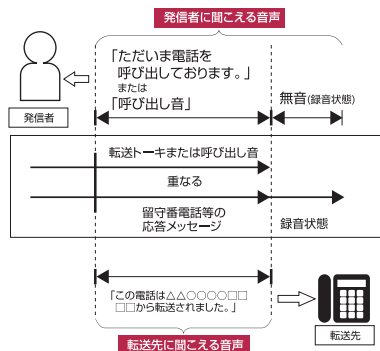 発信者に聞こえる音声
「ただいま電話を
呼び出しております。」
または
「呼び出し音」
無音(録音状態)
発信者
転送トーキまたは呼び出し音
重なる
留守番電話等の
応答メッセージ
録音状態
「この電話は△△○○○○□□
□□から転送されました。」
転送先
転送先に聞こえる音声